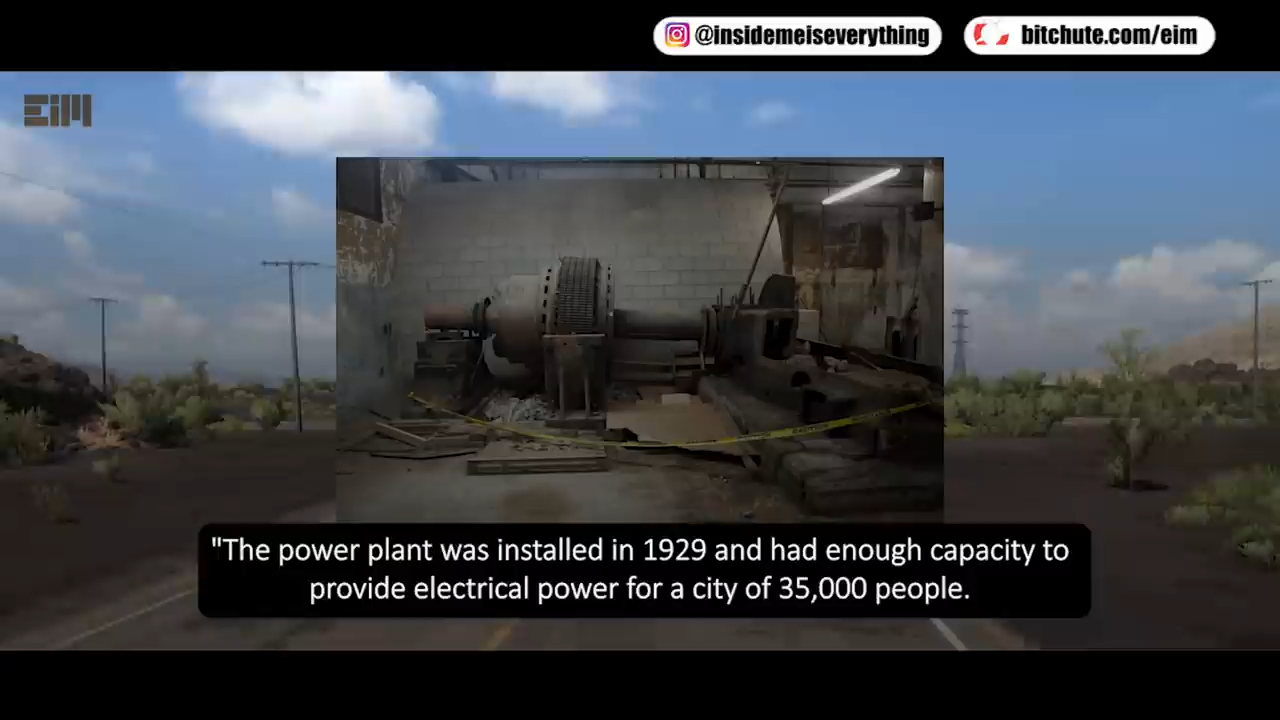 @insidemeiseverything
bitchute.com/eim
EiM
"The power plant was installed in 1929 and had enough capacity to
provide electrical power for a city of 35,000 people.
CAUTION